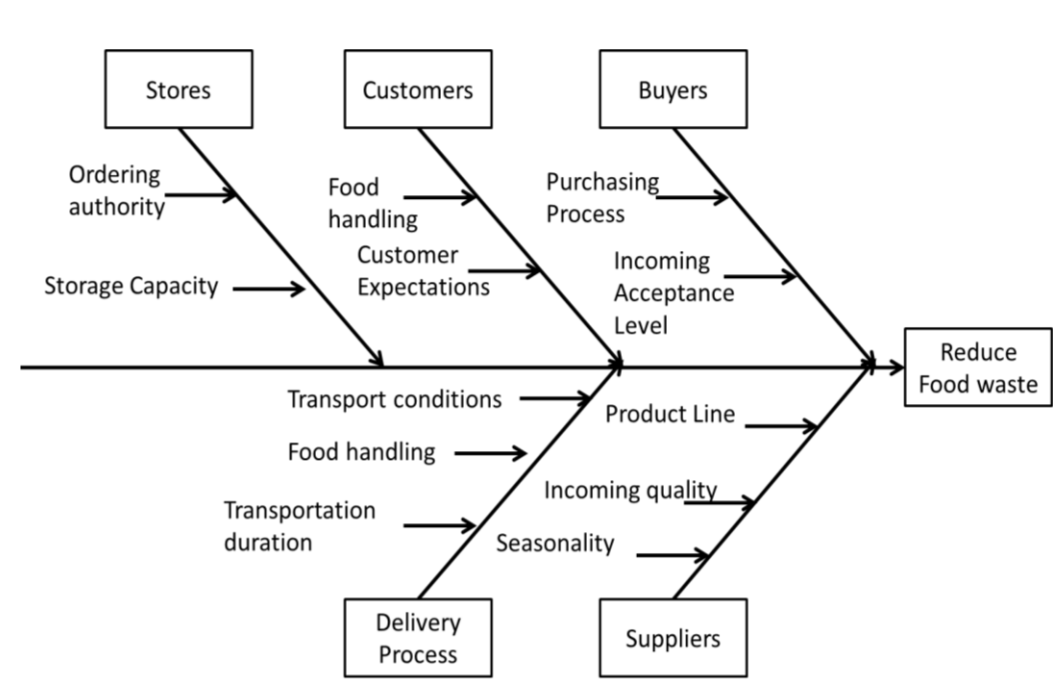 Stores
Customers
Buyers
Ordering
authority
Food
handling
Purchasing
Process
Storage Capacity
Customer
Expectations
Incoming
Acceptance
Level
Reduce
Food waste
Transport conditions
Product Line
Food handling
Incoming quality
Transportation
duration
Seasonality
Delivery
Process
Suppliers